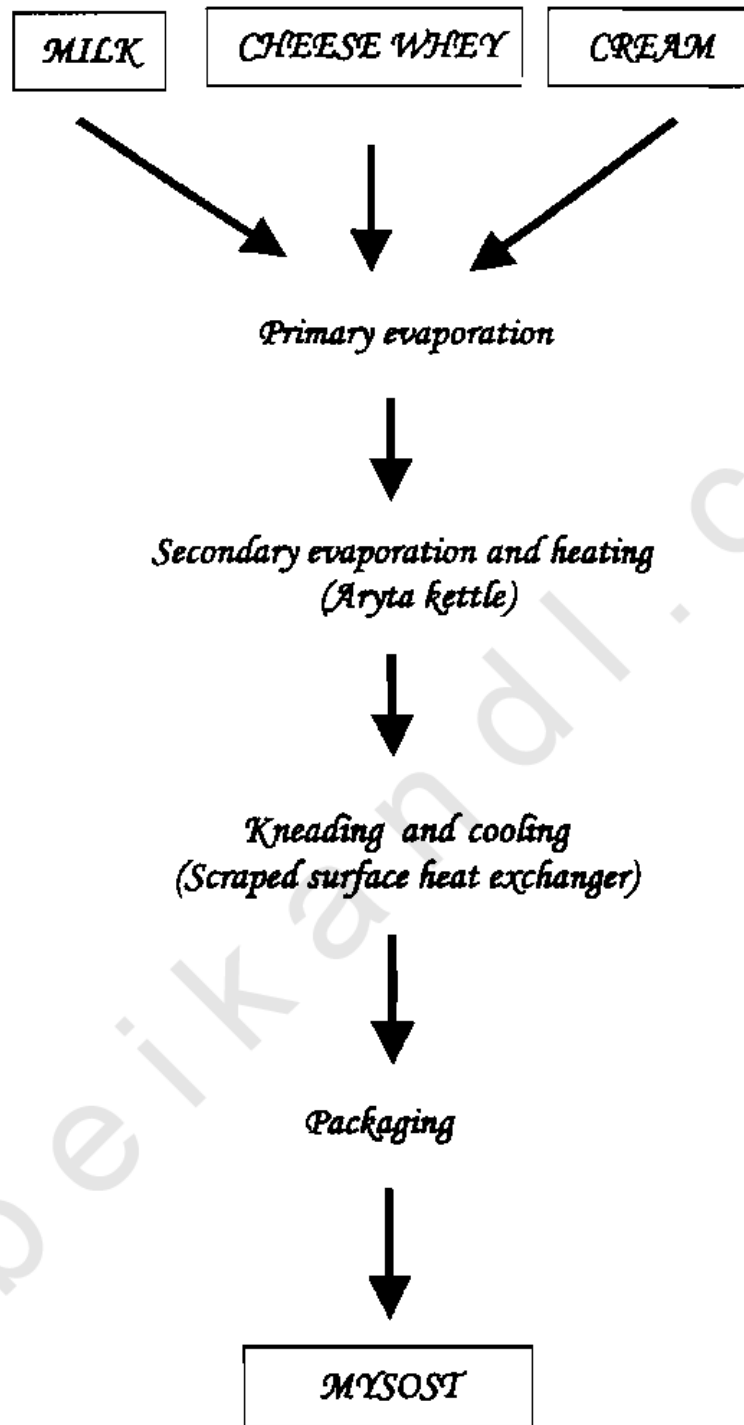 MILK CHEESE WHEY CREAM
Primary evaporation
Secondary evaporation and heating
(Aryta kettle)
Kneading and cooling
(Scraped surface heat exchanger)
Packaging
MYSOST
beikandl.c